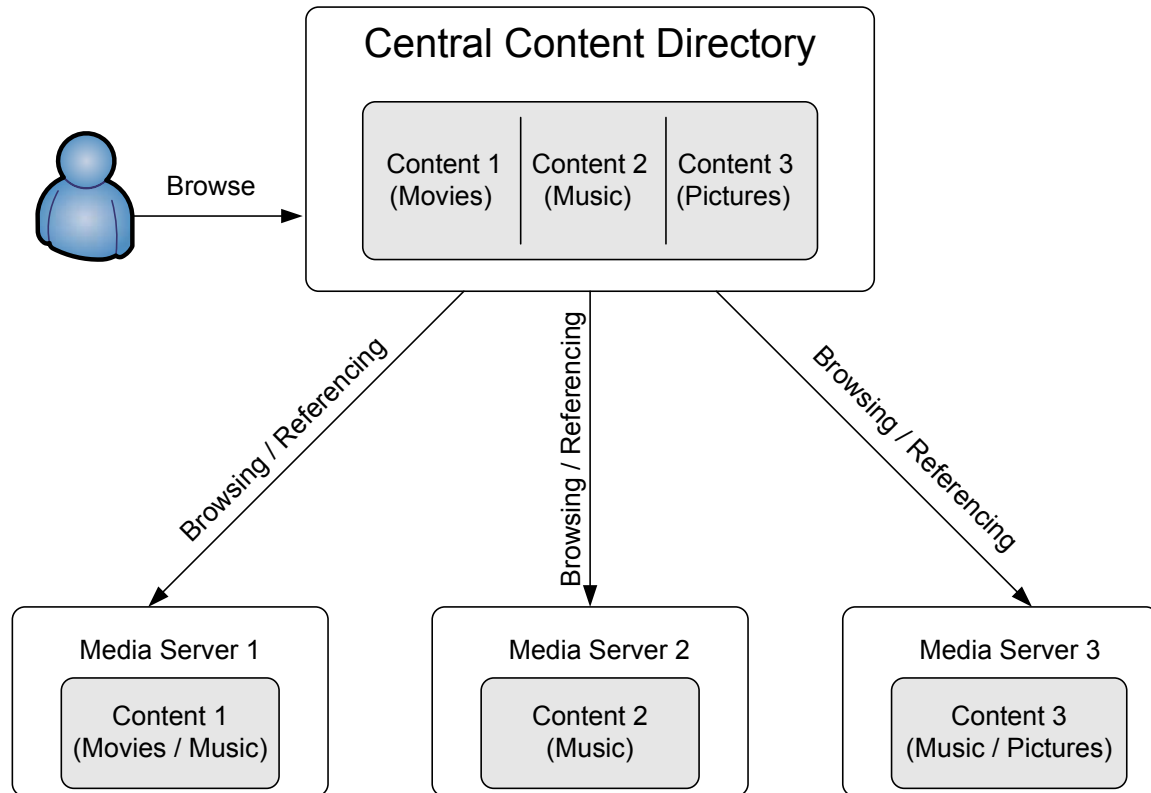 Central Content Directory
Content 1
(Movies)
Content 2
(Music)
Content 3
(Pictures)
Browse
Browsing / Referencing
Browsing / Referencing
Browsing / Referencing
Media Server 1
Content 1
(Movies / Music)
Media Server 2
Content 2
(Music)
Media Server 3
Content 3
(Music / Pictures)